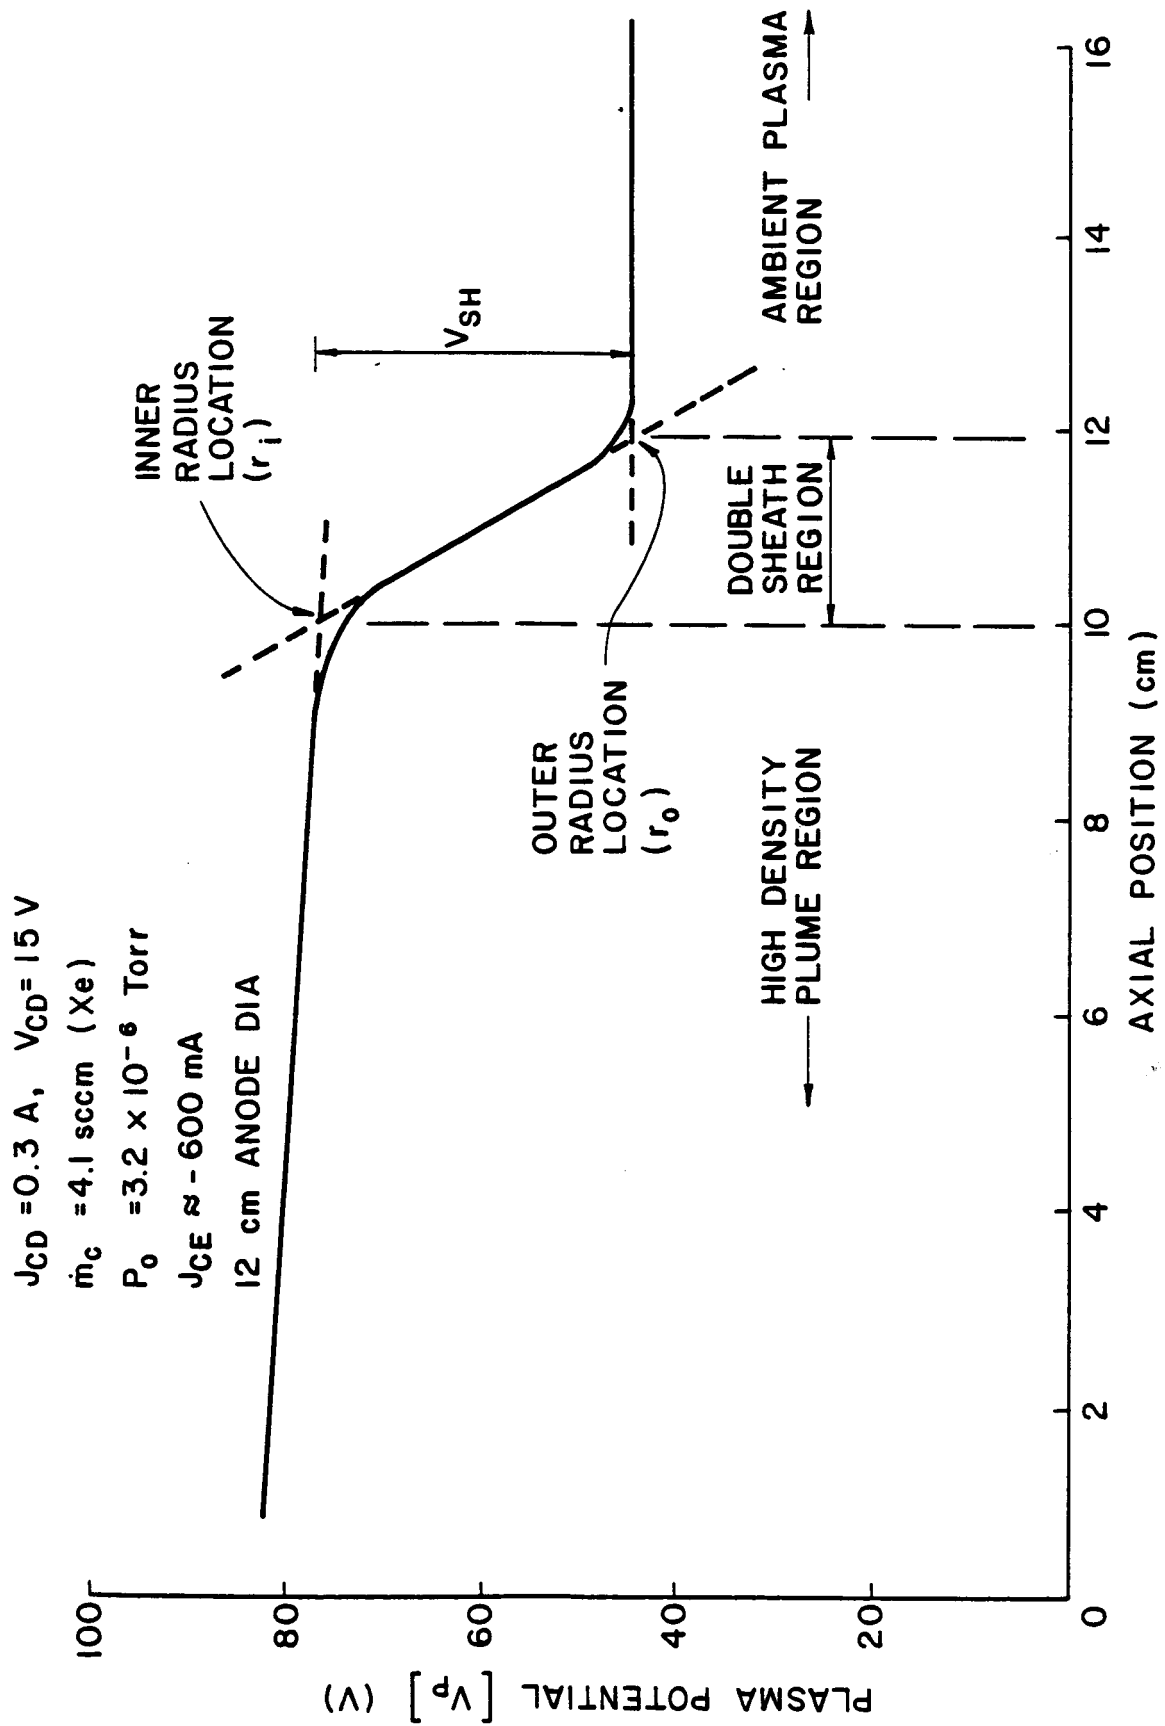 J_CD = 0.3 A, V_CD = 15 V
ṁ_c = 4.1 sccm (Xe)
P_o = 3.2 x 10^-6 Torr
J_CE ≈ -600 mA
12 cm ANODE DIA
INNER
RADIUS
LOCATION
(r_i)
V_SH
OUTER
RADIUS
LOCATION
(r_o)
HIGH DENSITY
PLUME REGION
DOUBLE
SHEATH
REGION
AMBIENT PLASMA
REGION
100
80
60
40
20
0
2
4
6
8
10
12
14
16
PLASMA POTENTIAL [V_P] (V)
AXIAL POSITION (cm)